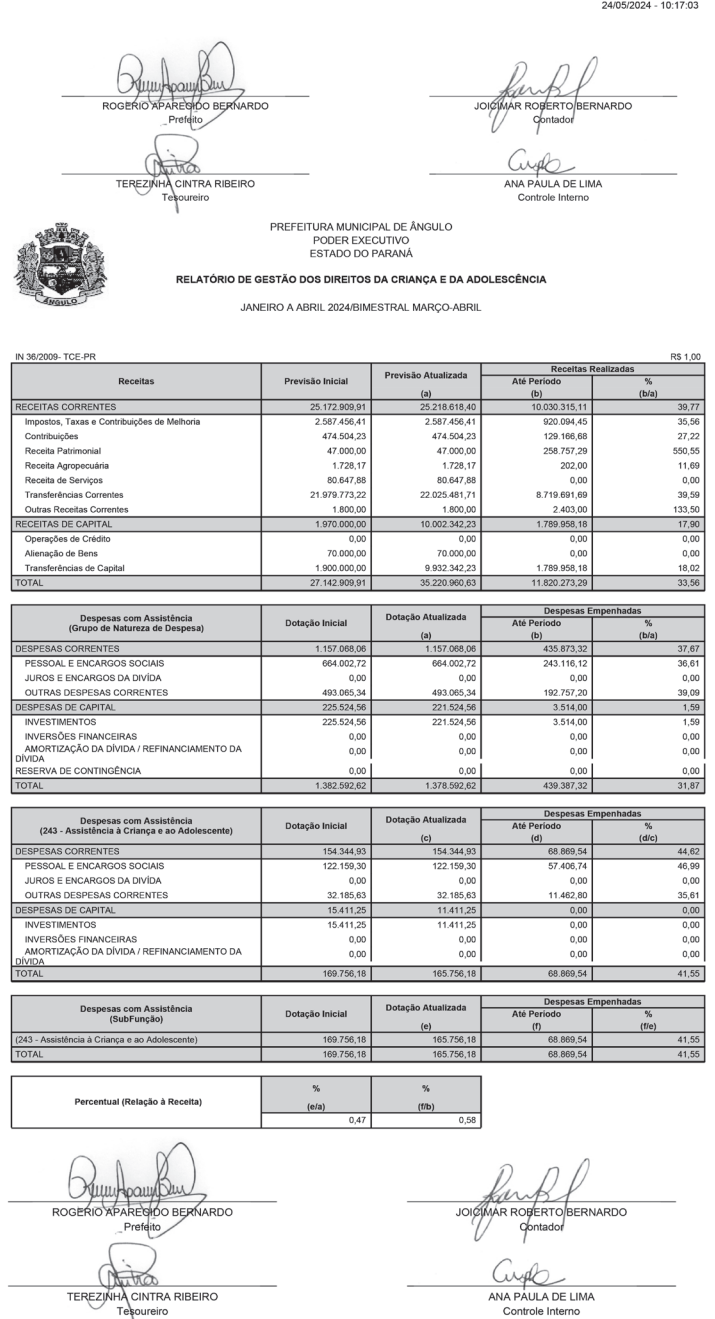 24/05/2024 - 10:17:03
ROGERIO APARECIDO BERNARDO
Prefeito
JOICIMAR ROBERTO BERNARDO
Contador
TEREZINHA CINTRA RIBEIRO
Tesoureiro
ANA PAULA DE LIMA
Controle Interno
ÂNGULO
PREFEITURA MUNICIPAL DE ÂNGULO
PODER EXECUTIVO
ESTADO DO PARANÁ
RELATÓRIO DE GESTÃO DOS DIREITOS DA CRIANÇA E DA ADOLESCÊNCIA
JANEIRO A ABRIL 2024/BIMESTRAL MARÇO-ABRIL
IN 36/2009- TCE-PR R$ 1,00
Receitas Previsão Inicial Previsão Atualizada (a) Receitas Realizadas
Até Período (b) % (b/a)
RECEITAS CORRENTES 25.172.909,91 25.218.618,40 10.030.315,11 39,77
Impostos, Taxas e Contribuições de Melhoria 2.587.456,41 2.587.456,41 920.094,45 35,56
Contribuições 474.504,23 474.504,23 129.166,68 27,22
Receita Patrimonial 47.000,00 47.000,00 258.757,29 550,55
Receita Agropecuária 1.728,17 1.728,17 202,00 11,69
Receita de Serviços 80.647,88 80.647,88 0,00 0,00
Transferências Correntes 21.979.773,22 22.025.481,71 8.719.691,69 39,59
Outras Receitas Correntes 1.800,00 1.800,00 2.403,00 133,50
RECEITAS DE CAPITAL 1.970.000,00 10.002.342,23 1.789.958,18 17,90
Operações de Crédito 0,00 0,00 0,00 0,00
Alienação de Bens 70.000,00 70.000,00 0,00 0,00
Transferências de Capital 1.900.000,00 9.932.342,23 1.789.958,18 18,02
TOTAL 27.142.909,91 35.220.960,63 11.820.273,29 33,56
Despesas com Assistência (Grupo de Natureza de Despesa) Dotação Inicial Dotação Atualizada (a) Despesas Empenhadas
Até Período (b) % (b/a)
DESPESAS CORRENTES 1.157.068,06 1.157.068,06 435.873,32 37,67
PESSOAL E ENCARGOS SOCIAIS 664.002,72 664.002,72 243.116,12 36,61
JUROS E ENCARGOS DA DIVÍDA 0,00 0,00 0,00 0,00
OUTRAS DESPESAS CORRENTES 493.065,34 493.065,34 192.757,20 39,09
DESPESAS DE CAPITAL 225.524,56 221.524,56 3.514,00 1,59
INVESTIMENTOS 225.524,56 221.524,56 3.514,00 1,59
INVERSÕES FINANCEIRAS 0,00 0,00 0,00 0,00
AMORTIZAÇÃO DA DÍVIDA / REFINANCIAMENTO DA
DÍVIDA 0,00 0,00 0,00 0,00
RESERVA DE CONTINGÊNCIA 0,00 0,00 0,00 0,00
TOTAL 1.382.592,62 1.378.592,62 439.387,32 31,87
Despesas com Assistência (243 - Assistência à Criança e ao Adolescente) Dotação Inicial Dotação Atualizada (c) Despesas Empenhadas
Até Período (d) % (d/c)
DESPESAS CORRENTES 154.344,93 154.344,93 68.869,54 44,62
PESSOAL E ENCARGOS SOCIAIS 122.159,30 122.159,30 57.406,74 46,99
JUROS E ENCARGOS DA DIVÍDA 0,00 0,00 0,00 0,00
OUTRAS DESPESAS CORRENTES 32.185,63 32.185,63 11.462,80 35,61
DESPESAS DE CAPITAL 15.411,25 11.411,25 0,00 0,00
INVESTIMENTOS 15.411,25 11.411,25 0,00 0,00
INVERSÕES FINANCEIRAS 0,00 0,00 0,00 0,00
AMORTIZAÇÃO DA DÍVIDA / REFINANCIAMENTO DA
DÍVIDA 0,00 0,00 0,00 0,00
TOTAL 169.756,18 165.756,18 68.869,54 41,55
Despesas com Assistência (SubFunção) Dotação Inicial Dotação Atualizada (e) Despesas Empenhadas
Até Período (f) % (f/e)
(243 - Assistência à Criança e ao Adolescente) 169.756,18 165.756,18 68.869,54 41,55
TOTAL 169.756,18 165.756,18 68.869,54 41,55
Percentual (Relação à Receita) % (e/a) % (f/b)
0,47 0,58
ROGERIO APARECIDO BERNARDO
Prefeito
JOICIMAR ROBERTO BERNARDO
Contador
TEREZINHA CINTRA RIBEIRO
Tesoureiro
ANA PAULA DE LIMA
Controle Interno